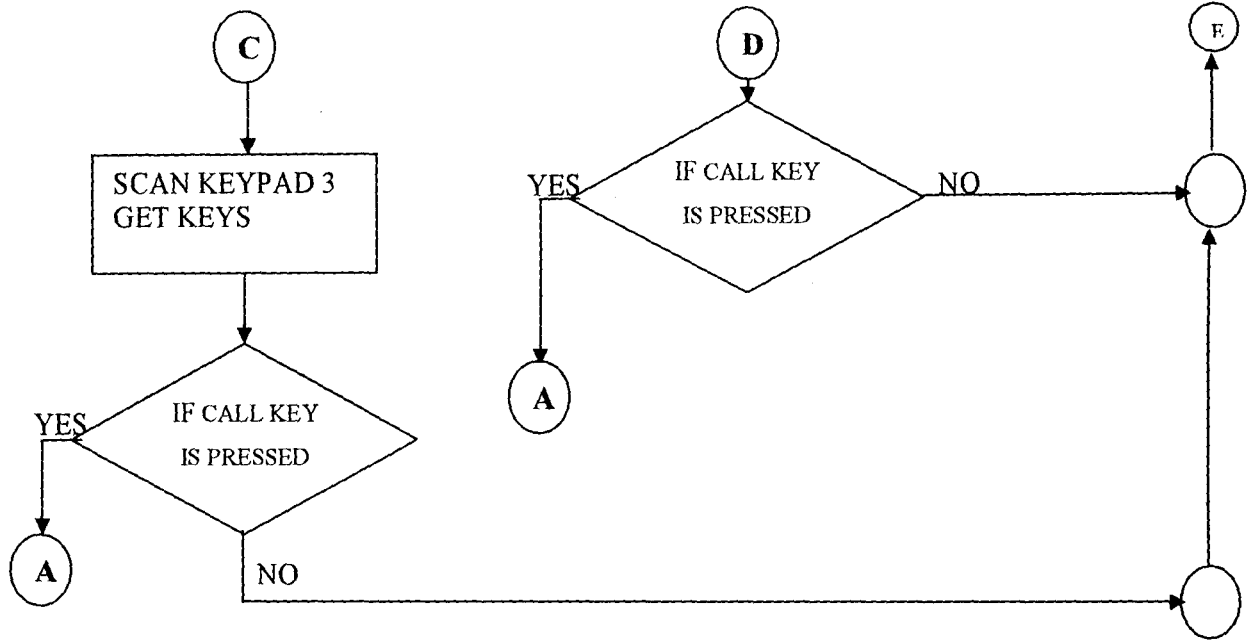 C
D
E
SCAN KEYPAD 3
GET KEYS
YES
IF CALL KEY
IS PRESSED
NO
A
YES
IF CALL KEY
IS PRESSED
A
NO